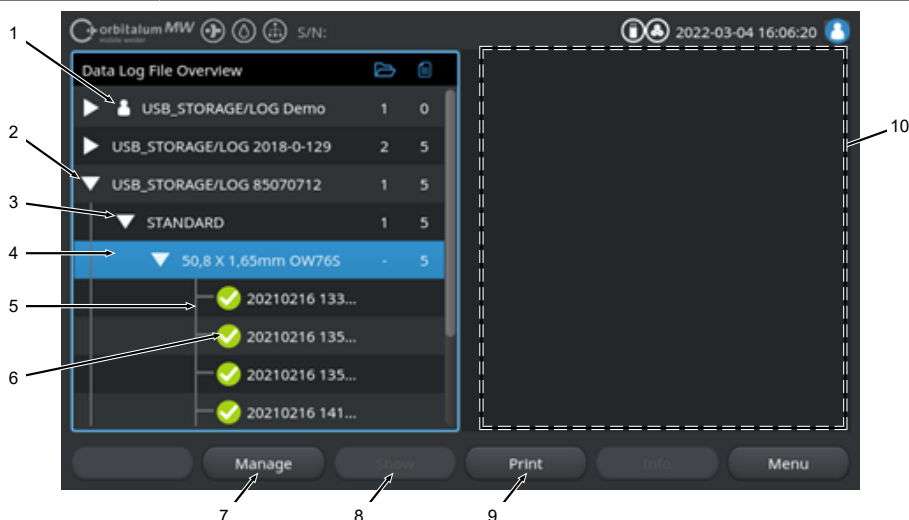 orbitalum MW S/N: 2022-03-04 16:06:20
mobile welder
Data Log File Overview
USB_STORAGE/LOG Demo 1 0
USB_STORAGE/LOG 2018-0-129 2 5
USB_STORAGE/LOG 85070712 1 5
STANDARD 1 5
50,8 X 1,65mm OW76S - 5
20210216 133...
20210216 135...
20210216 135...
20210216 141...
Manage Show Print Info Menu
1
2
3
4
5
6
7 8 9
10